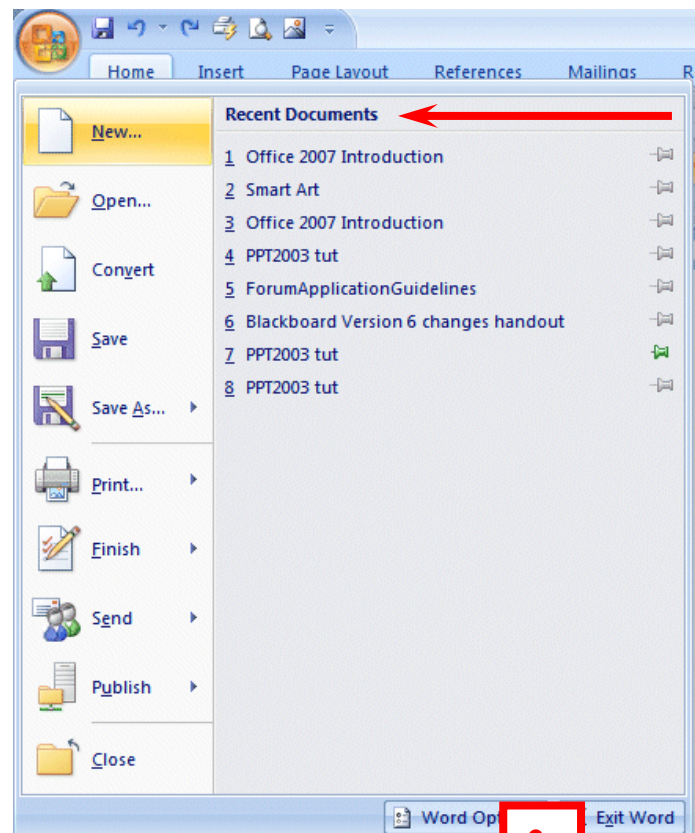 Home Insert Page Layout References Mailings R
New...
Open...
Convert
Save
Save As...
Print...
Finish
Send
Publish
Close
Recent Documents
1 Office 2007 Introduction
2 Smart Art
3 Office 2007 Introduction
4 PPT2003 tut
5 ForumApplicationGuidelines
6 Blackboard Version 6 changes handout
7 PPT2003 tut
8 PPT2003 tut
Word Opt Exit Word